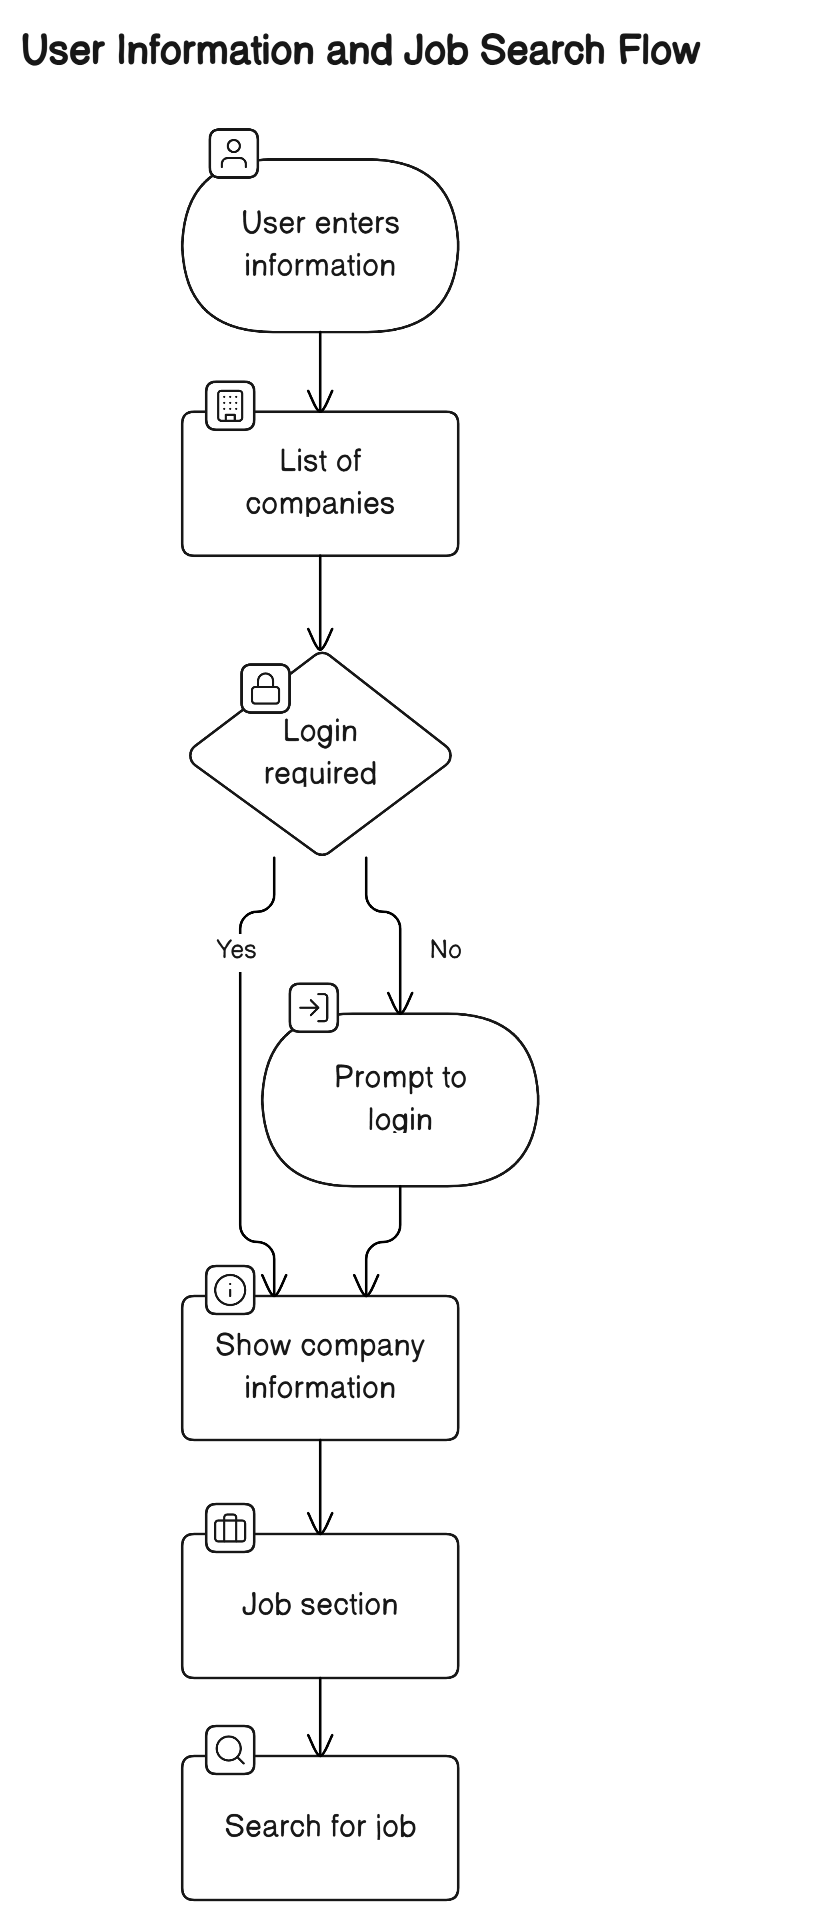 User Information and Job Search Flow
User enters
information
List of
companies
Login
required
Yes
No
Prompt to
login
Show company
information
Job section
Search for job